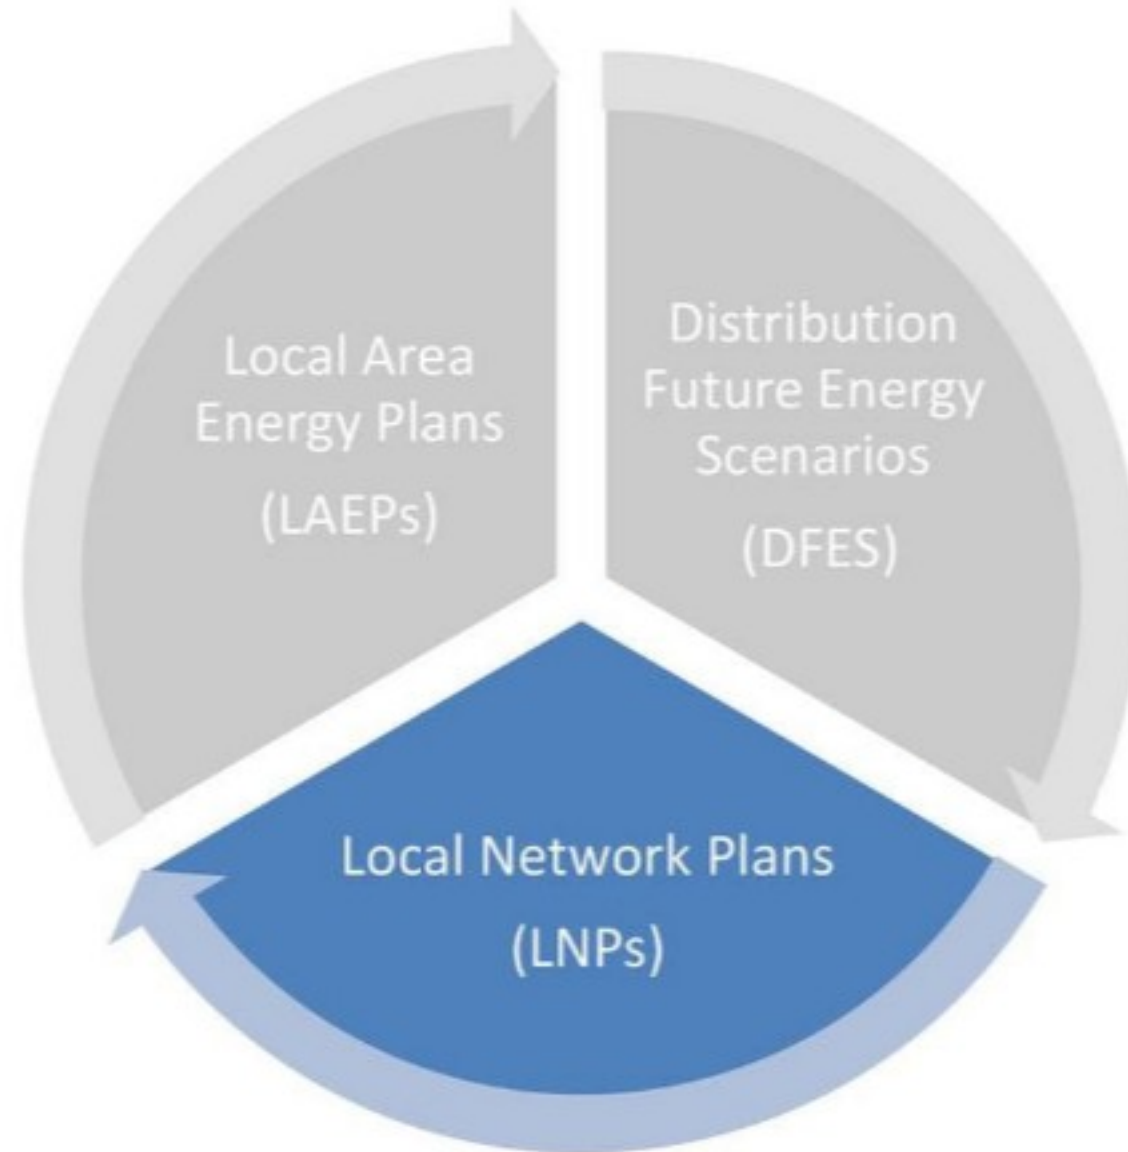 Local Area
Energy Plans
(LAEPs)
Distribution
Future Energy
Scenarios
(DFES)
Local Network Plans
(LNPs)